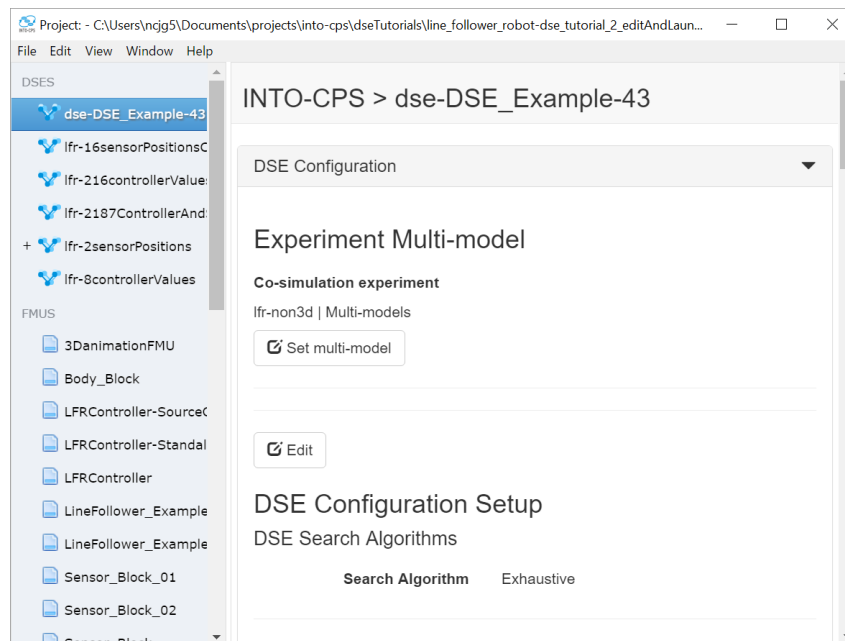 Project: - C:\Users\ncjg5\Documents\projects\into-cps\dseTutorials\line_follower_robot-dse_tutorial_2_editAndLaun...
File Edit View Window Help
DSES
dse-DSE_Example-43
lfr-16sensorPositionsC
lfr-216controllerValues
lfr-2187ControllerAnd
+ lfr-2sensorPositions
lfr-8controllerValues
FMUS
3DanimationFMU
Body_Block
LFRController-SourceC
LFRController-Standal
LFRController
LineFollower_Example
LineFollower_Example
Sensor_Block_01
Sensor_Block_02
INTO-CPS > dse-DSE_Example-43
DSE Configuration
Experiment Multi-model
Co-simulation experiment
lfr-non3d | Multi-models
Set multi-model
Edit
DSE Configuration Setup
DSE Search Algorithms
Search Algorithm Exhaustive